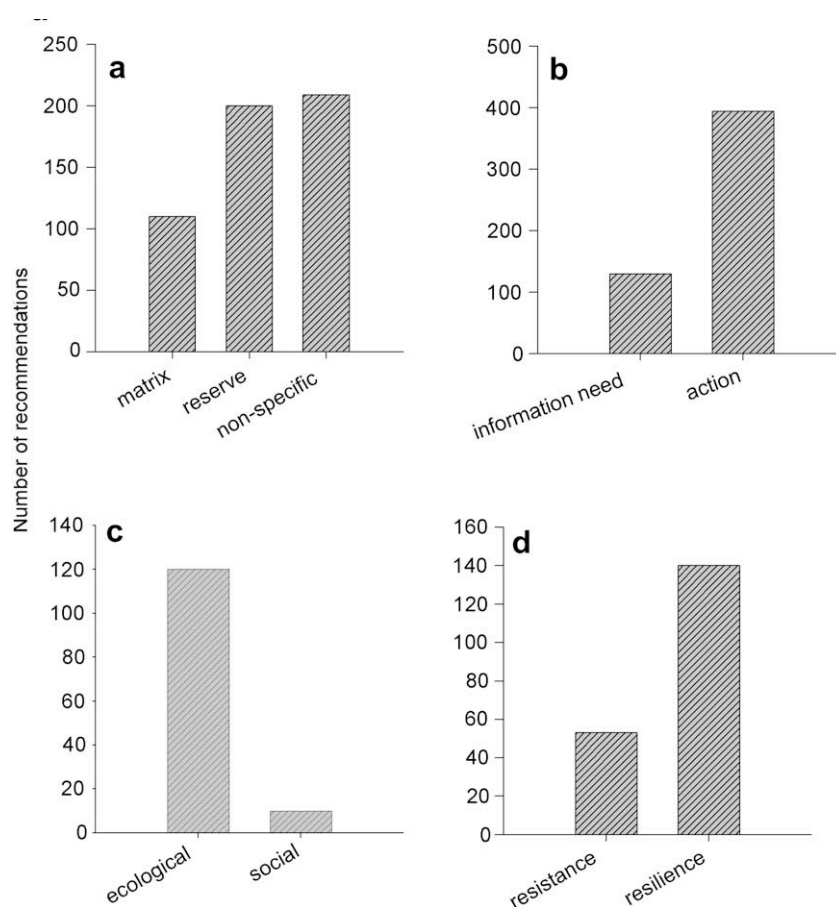 a
250
200
150
100
50
0
matrix
reserve
non-specific
b
500
400
300
200
100
0
information need
action
Number of recommendations
c
140
120
100
80
60
40
20
0
ecological
social
d
160
140
120
100
80
60
40
20
0
resistance
resilience